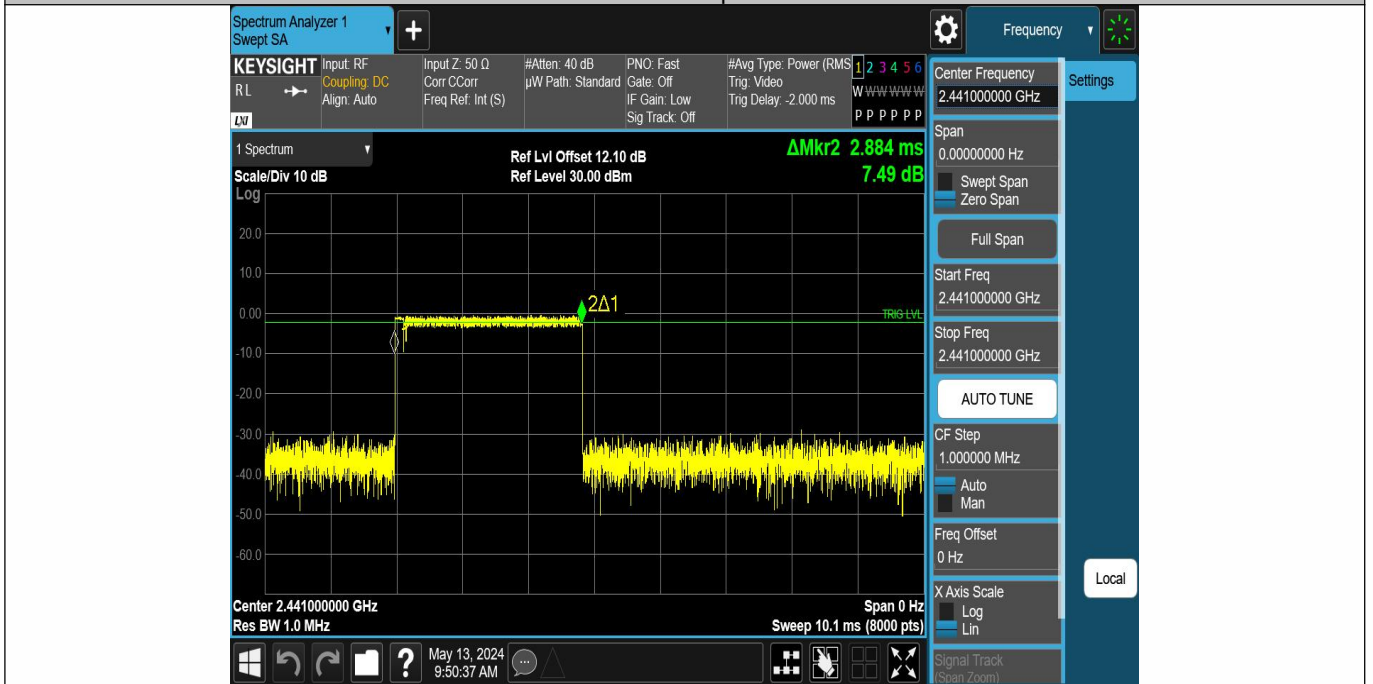 Spectrum Analyzer 1
Swept SA
+
Frequency
KEYSIGHT
RL
LXI
Input: RF
Coupling: DC
Align: Auto
Input Z: 50 Ω
Corr CCorr
Freq Ref: Int (S)
#Atten: 40 dB
µW Path: Standard
PNO: Fast
Gate: Off
IF Gain: Low
Sig Track: Off
#Avg Type: Power (RMS
Trig: Video
Trig Delay: -2.000 ms
1 2 3 4 5 6
W W W W W W
P P P P P P
1 Spectrum
Scale/Div 10 dB
Ref Lvl Offset 12.10 dB
Ref Level 30.00 dBm
ΔMkr2 2.884 ms
7.49 dB
Log
20.0
10.0
0.00
-10.0
-20.0
-30.0
-40.0
-50.0
-60.0
2Δ1
TRIG LVL
Center 2.441000000 GHz
Res BW 1.0 MHz
Span 0 Hz
Sweep 10.1 ms (8000 pts)
Center Frequency
2.441000000 GHz
Settings
Span
0.00000000 Hz
Swept Span
Zero Span
Full Span
Start Freq
2.441000000 GHz
Stop Freq
2.441000000 GHz
AUTO TUNE
CF Step
1.000000 MHz
Auto
Man
Freq Offset
0 Hz
X Axis Scale
Log
Lin
Signal Track
(Span Zoom)
Local
?
May 13, 2024
9:50:37 AM